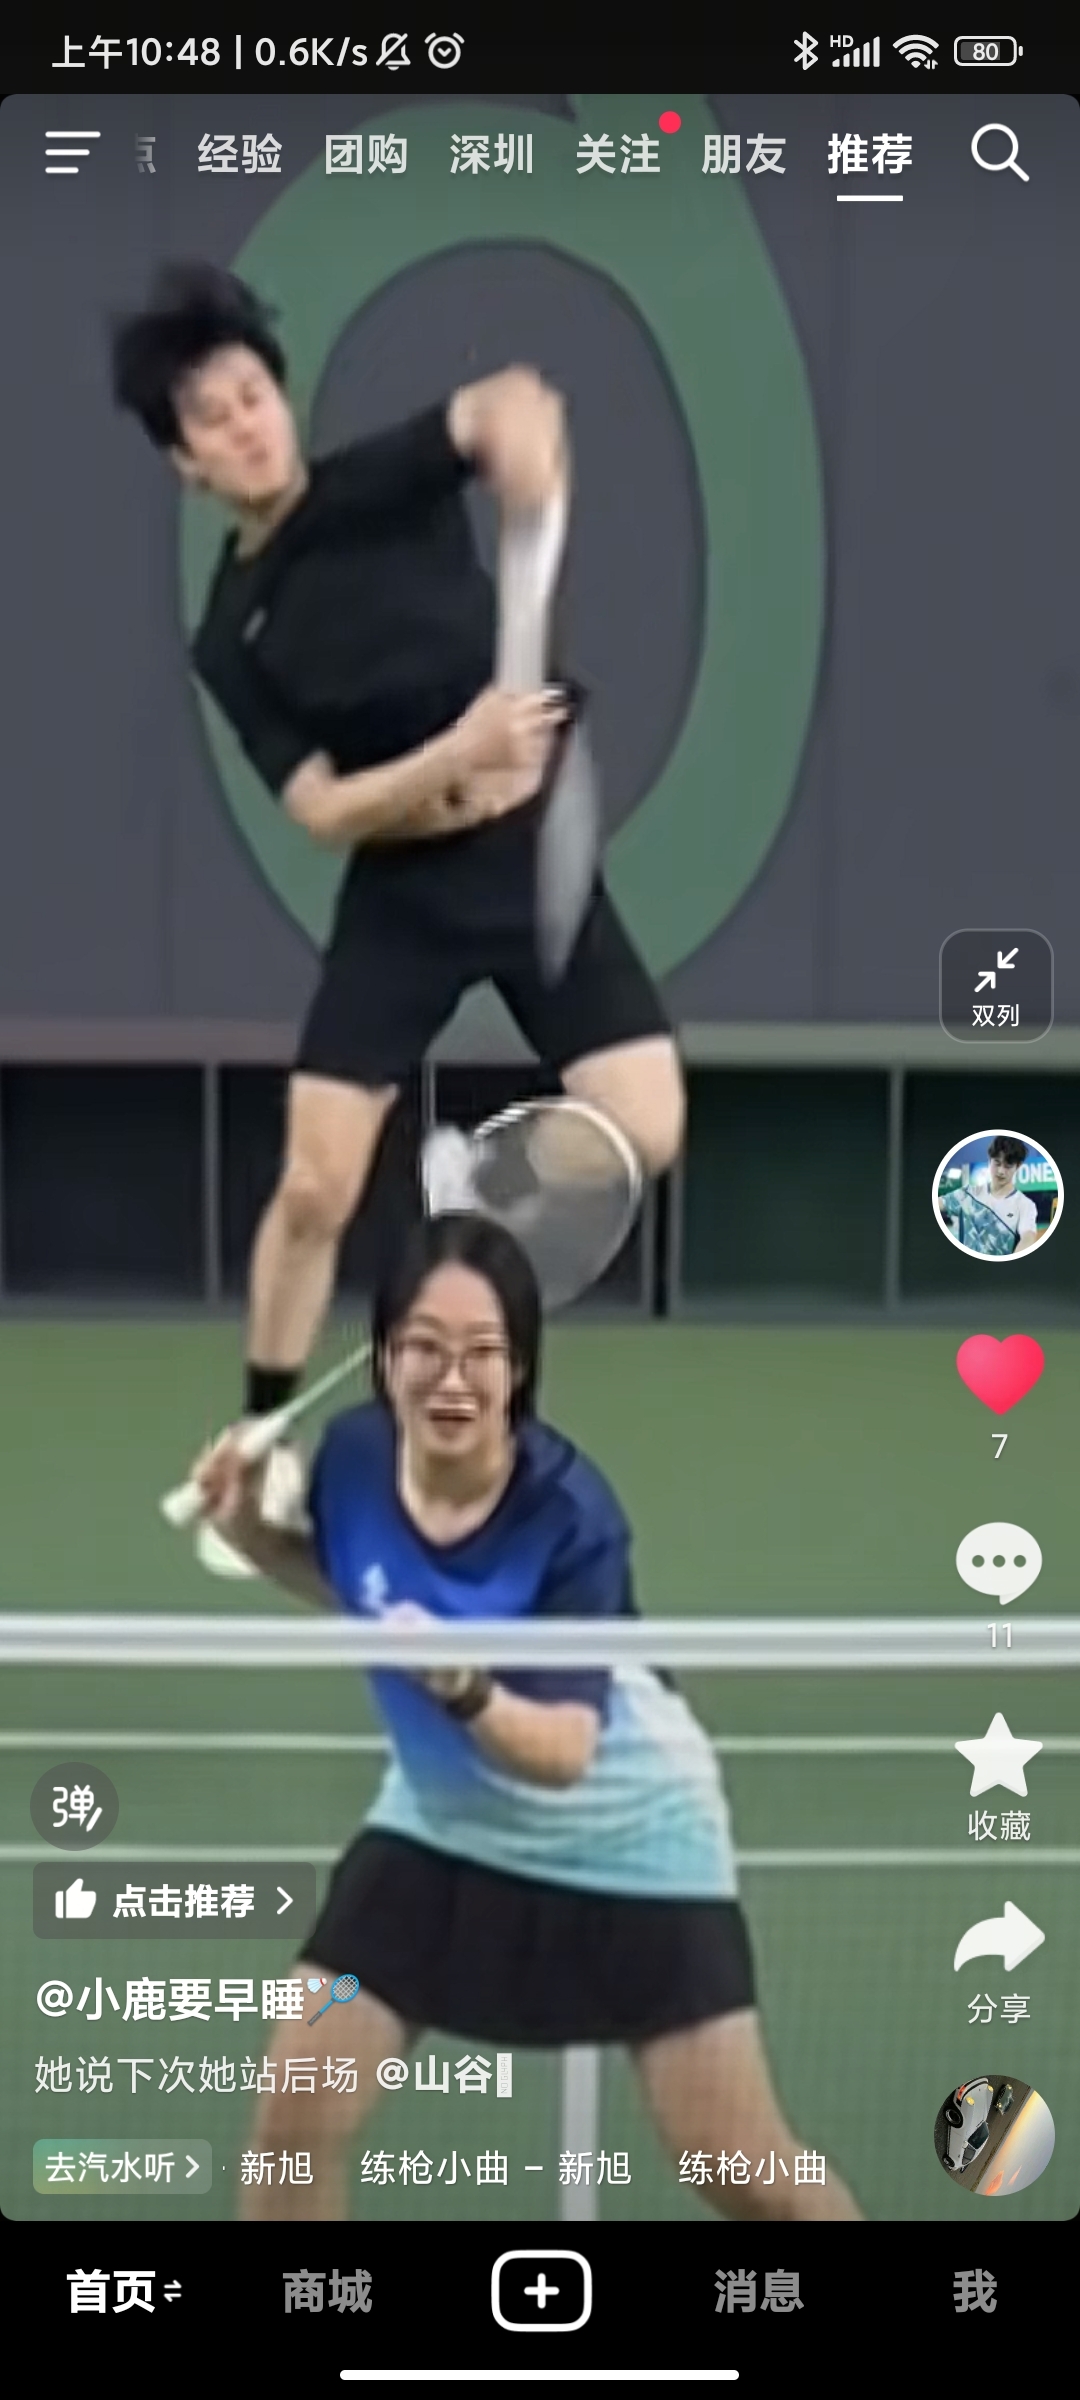 上午10:48 | 0.6K/s HD 80
点 经验 团购 深圳 关注 朋友 推荐
双列
YONE
7
11
收藏
弹
点击推荐 >
@小鹿要早睡🏸
分享
她说下次她站后场 @山谷
去汽水听 > · 新旭 练枪小曲 - 新旭 练枪小曲
首页 商城 消息 我